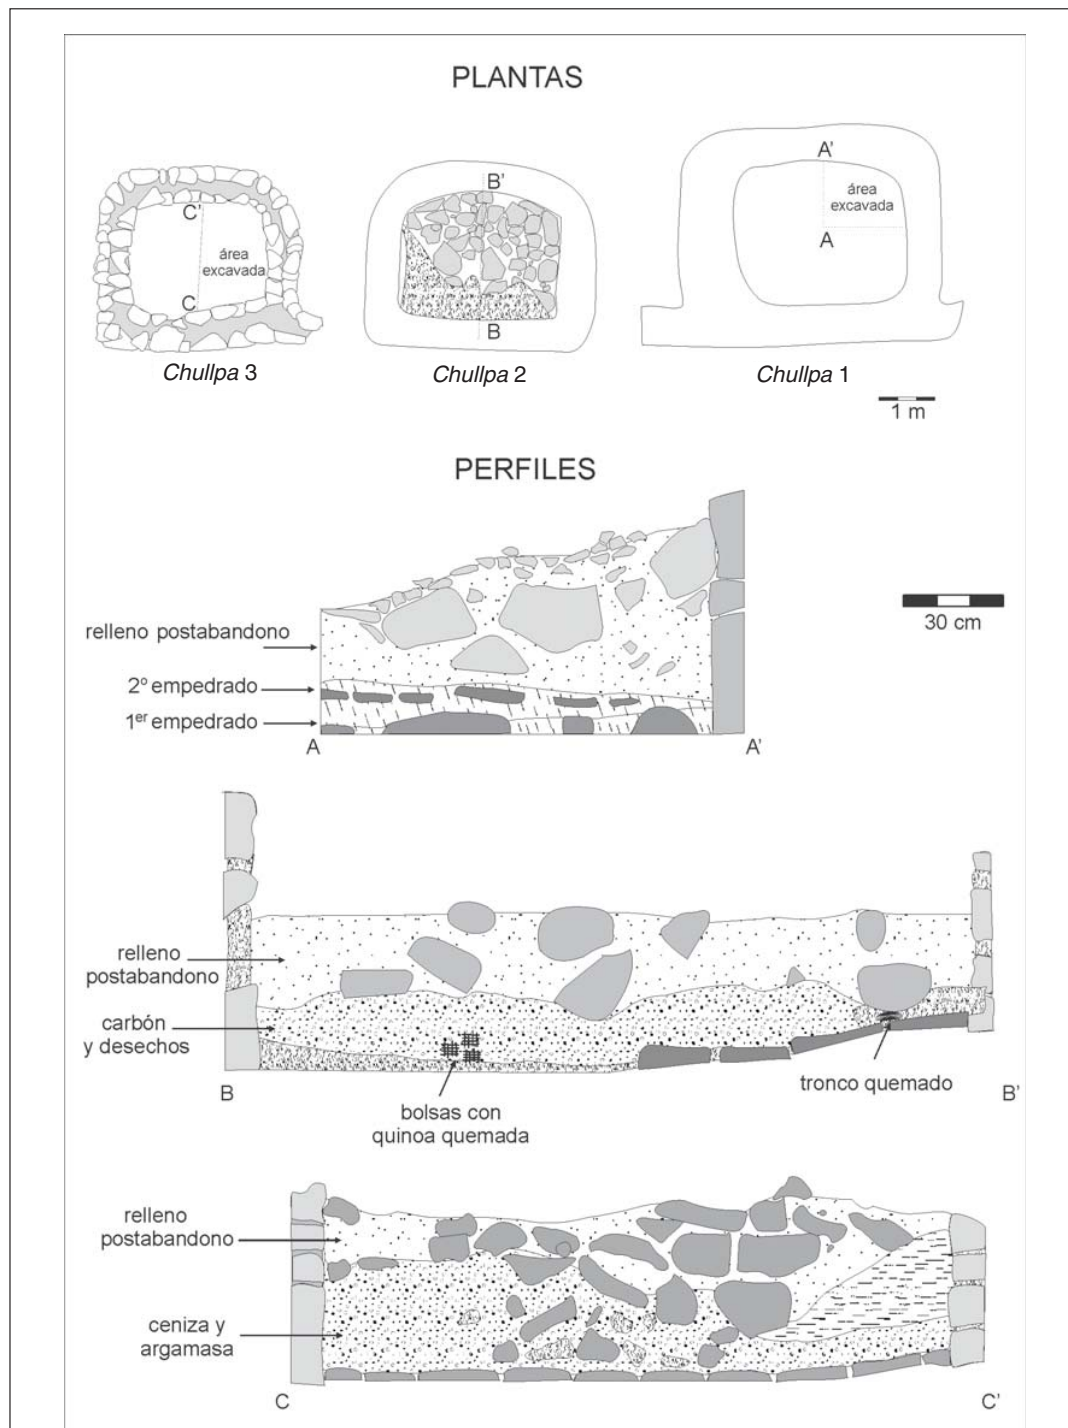 PLANTAS
C'
área
excavada
C
B'
B
A'
área
excavada
A
Chullpa 3
Chullpa 2
Chullpa 1
1 m
PERFILES
30 cm
relleno postabandono
2º empedrado
1er empedrado
A
A'
relleno
postabandono
carbón
y desechos
B
bolsas con
quinoa quemada
tronco quemado
B'
relleno
postabandono
ceniza y
argamasa
C
C'